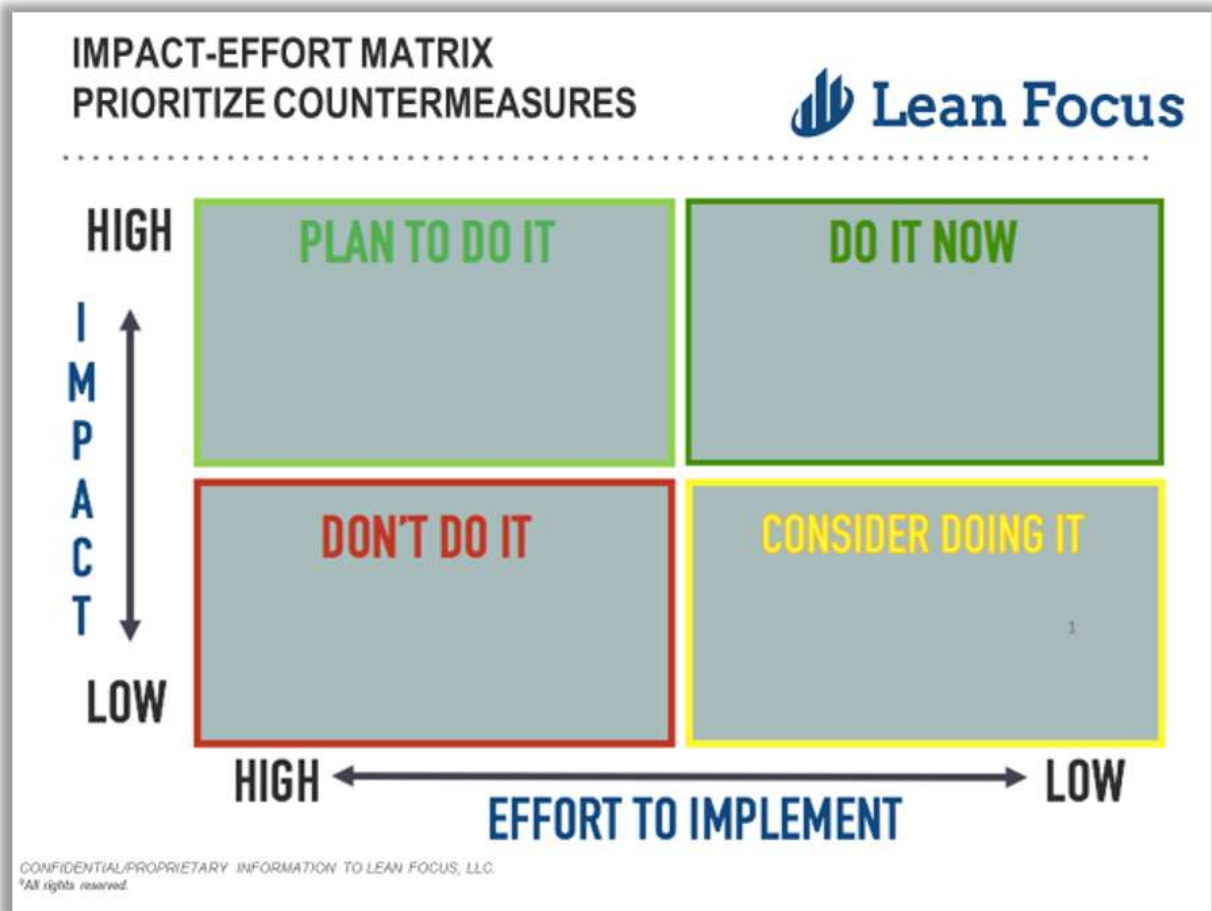 IMPACT-EFFORT MATRIX
PRIORITIZE COUNTERMEASURES
Lean Focus
HIGH
PLAN TO DO IT
DO IT NOW
IMPACT
DON'T DO IT
CONSIDER DOING IT
1
LOW
HIGH
LOW
EFFORT TO IMPLEMENT
CONFIDENTIAL/PROPRIETARY INFORMATION TO LEAN FOCUS, LLC.
©All rights reserved.